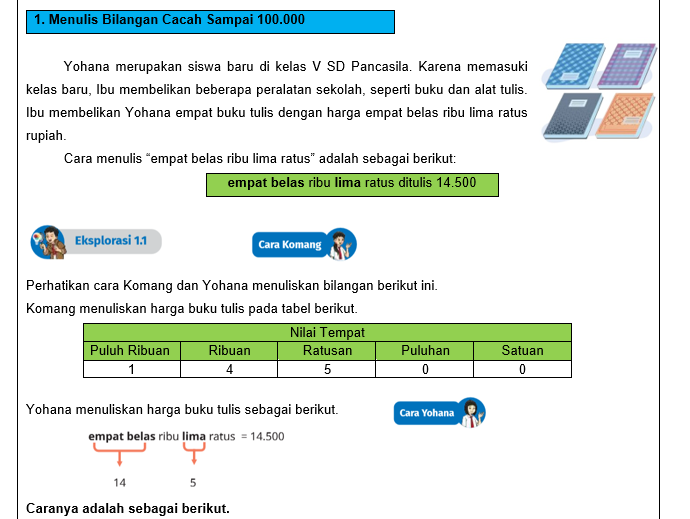 1. Menulis Bilangan Cacah Sampai 100.000
Yohana merupakan siswa baru di kelas V SD Pancasila. Karena memasuki
kelas baru, Ibu membelikan beberapa peralatan sekolah, seperti buku dan alat tulis.
Ibu membelikan Yohana empat buku tulis dengan harga empat belas ribu lima ratus
rupiah.
Cara menulis “empat belas ribu lima ratus” adalah sebagai berikut:
empat belas ribu lima ratus ditulis 14.500
Eksplorasi 1.1
Cara Komang
Perhatikan cara Komang dan Yohana menuliskan bilangan berikut ini.
Komang menuliskan harga buku tulis pada tabel berikut.
Nilai Tempat
Puluh Ribuan Ribuan Ratusan Puluhan Satuan
1 4 5 0 0
Yohana menuliskan harga buku tulis sebagai berikut.
Cara Yohana
empat belas ribu lima ratus = 14.500
14 5
Caranya adalah sebagai berikut.